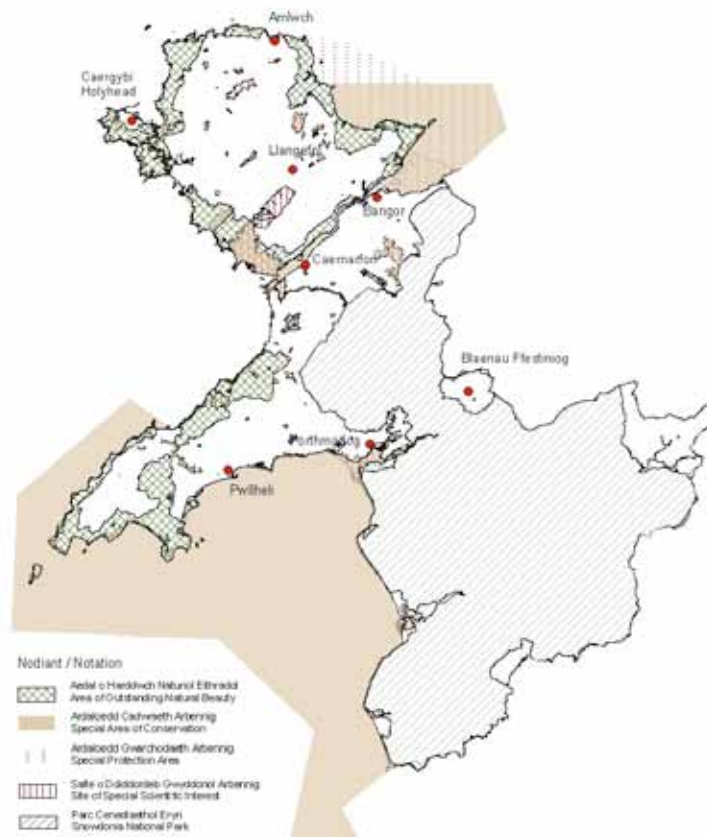 Amlwch
Caergybi
Holyhead
Llangefni
Bangor
Caernarfon
Blaenau Ffestiniog
Porthmadog
Pwllheli
Nodiant / Notation
Ardal o Harddwch Naturiol Eithriadol
Area of Outstanding Natural Beauty
Ardaloedd Cadwraeth Arbennig
Special Area of Conservation
Ardaloedd Gwarchodaeth Arbennig
Special Protection Area
Safle o Ddiddordeb Gwyddonol Arbennig
Site of Special Scientific Interest
Parc Cenedlaethol Eryri
Snowdonia National Park